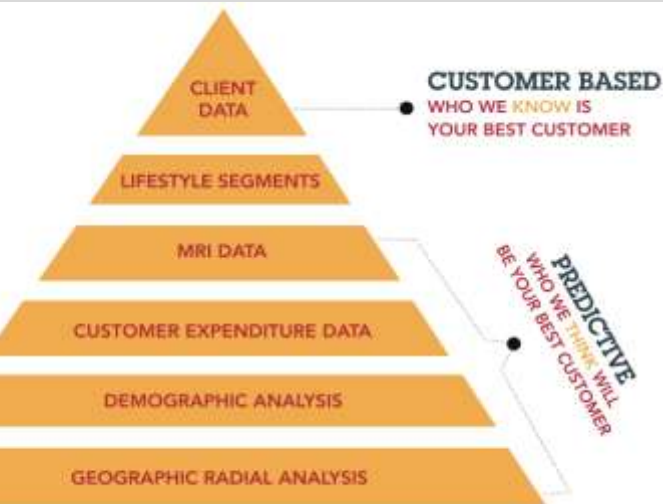 CLIENT
DATA
CUSTOMER BASED
WHO WE KNOW IS
YOUR BEST CUSTOMER
LIFESTYLE SEGMENTS
MRI DATA
PREDICTIVE
WHO WE THINK WILL
BE YOUR BEST CUSTOMER
CUSTOMER EXPENDITURE DATA
DEMOGRAPHIC ANALYSIS
GEOGRAPHIC RADIAL ANALYSIS